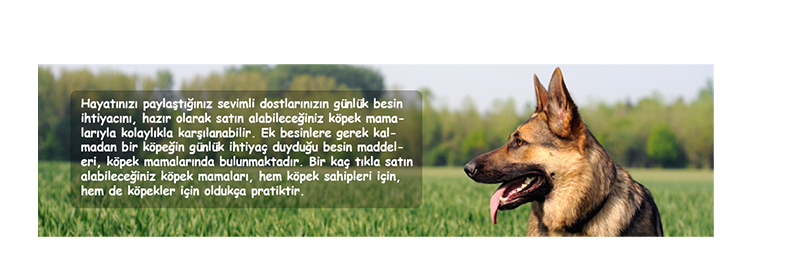 Hayatınızı paylaştığınız sevimli dostlarınızın günlük besin
ihtiyacını, hazır olarak satın alabileceğiniz köpek mama-
larıyla kolaylıkla karşılanabilir. Ek besinlere gerek kal-
madan bir köpeğin günlük ihtiyaç duyduğu besin maddel-
eri, köpek mamalarında bulunmaktadır. Bir kaç tıkla satın
alabileceğiniz köpek mamaları, hem köpek sahipleri için,
hem de köpekler için oldukça pratiktir.